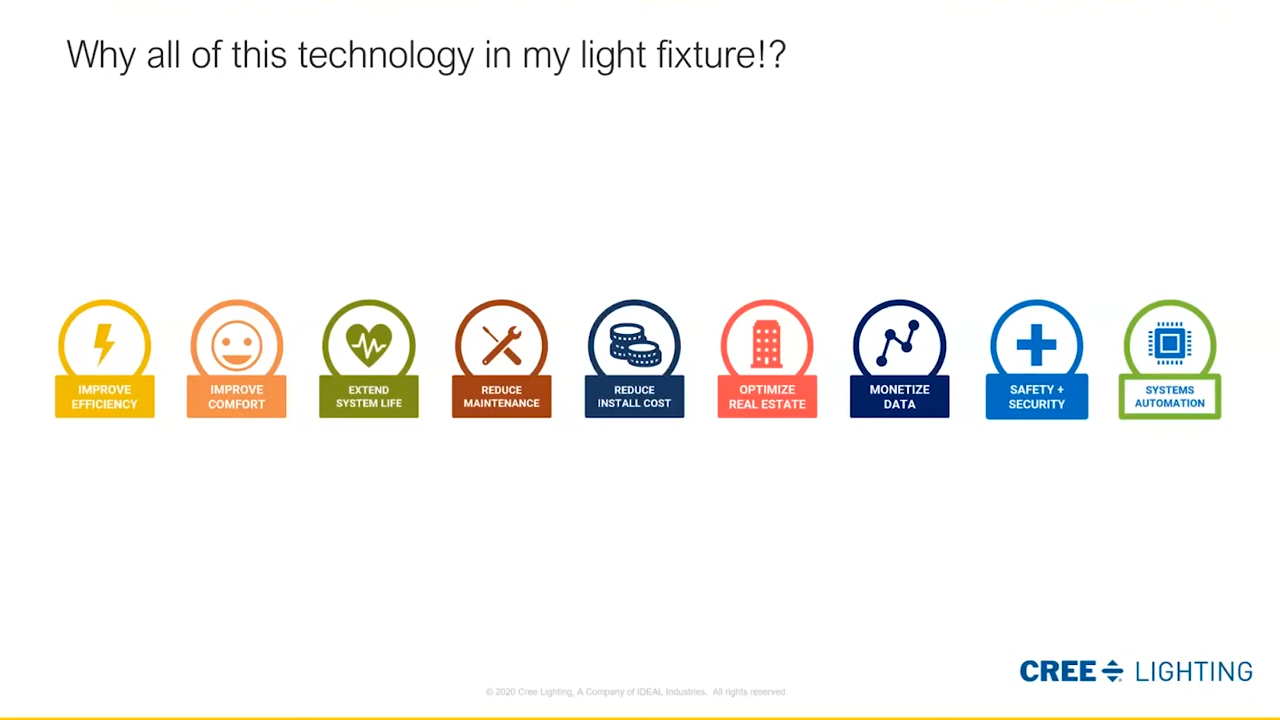 Why all of this technology in my light fixture!?
IMPROVE
EFFICIENCY
IMPROVE
COMFORT
EXTEND
SYSTEM LIFE
REDUCE
MAINTENANCE
REDUCE
INSTALL COST
OPTIMIZE
REAL ESTATE
MONETIZE
DATA
SAFETY +
SECURITY
SYSTEMS
AUTOMATION
CREE LIGHTING
© 2020 Cree Lighting, A Company of IDEAL Industries. All rights reserved.